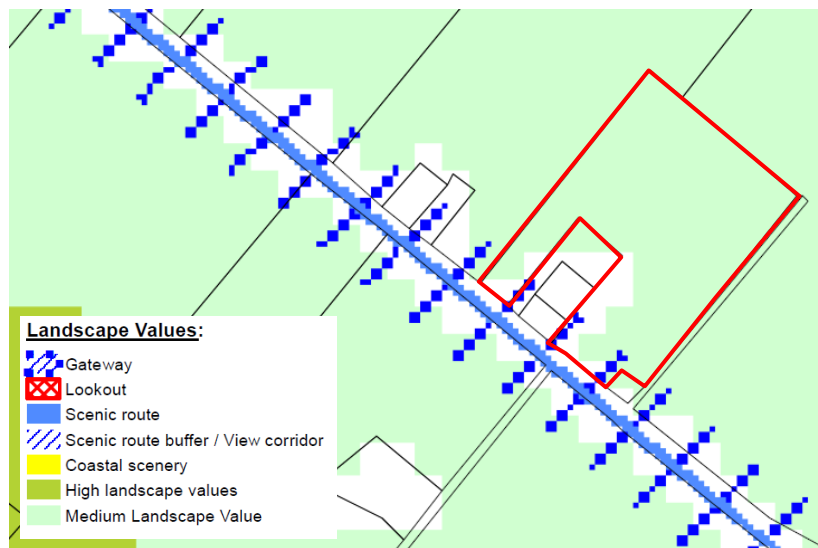 Landscape Values:
Gateway
Lookout
Scenic route
Scenic route buffer / View corridor
Coastal scenery
High landscape values
Medium Landscape Value